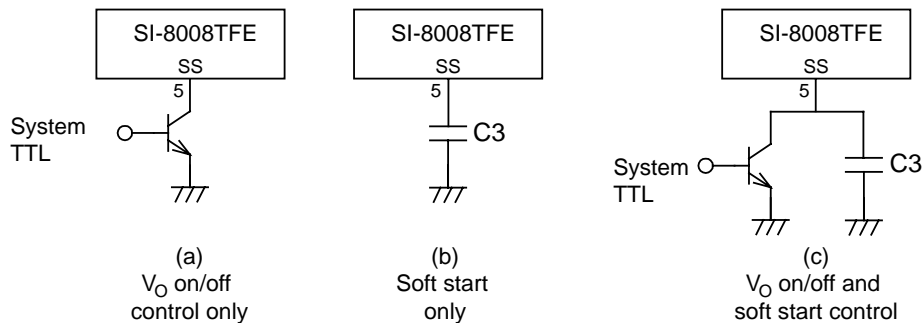 SI-8008TFE
SS
5
System
TTL
(a)
VO on/off
control only
SI-8008TFE
SS
5
C3
(b)
Soft start
only
SI-8008TFE
SS
5
System
TTL
C3
(c)
VO on/off and
soft start control